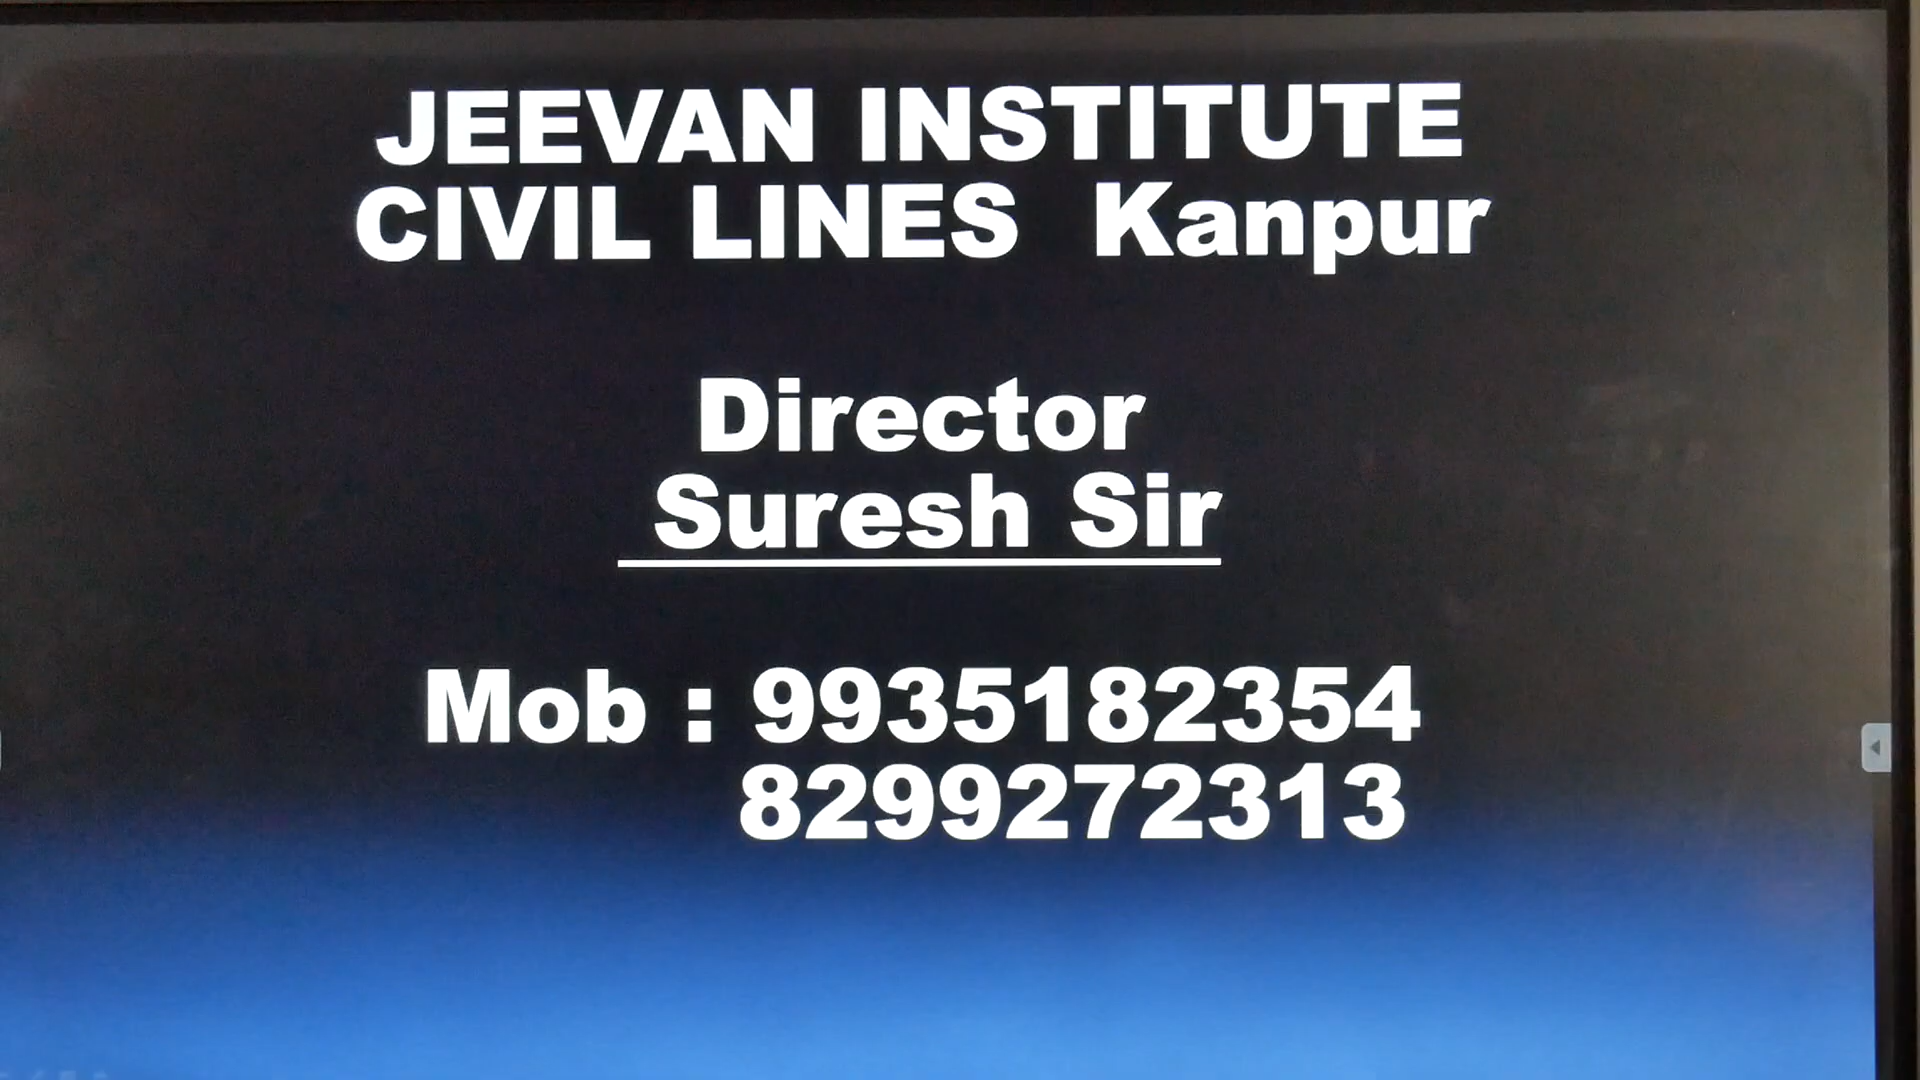 JEEVAN INSTITUTE
CIVIL LINES Kanpur
Director
Suresh Sir
Mob : 9935182354
8299272313